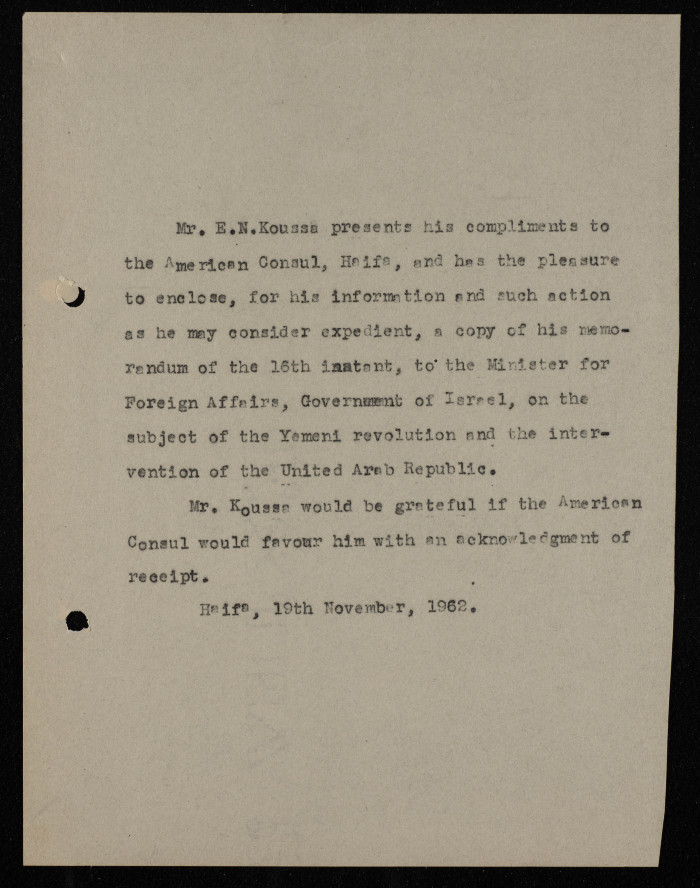 Mr. E.N.Koussa presents his compliments to
the American Consul, Haifa, and has the pleasure
to enclose, for his information and such action
as he may consider expedient, a copy of his memo-
randum of the 16th inatant, to the Minister for
Foreign Affairs, Government of Israel, on the
subject of the Yemeni revolution and the inter-
vention of the United Arab Republic.
Mr. Koussa would be grateful if the American
Consul would favour him with an acknowledgment of
receipt.
Haifa, 19th November, 1962.